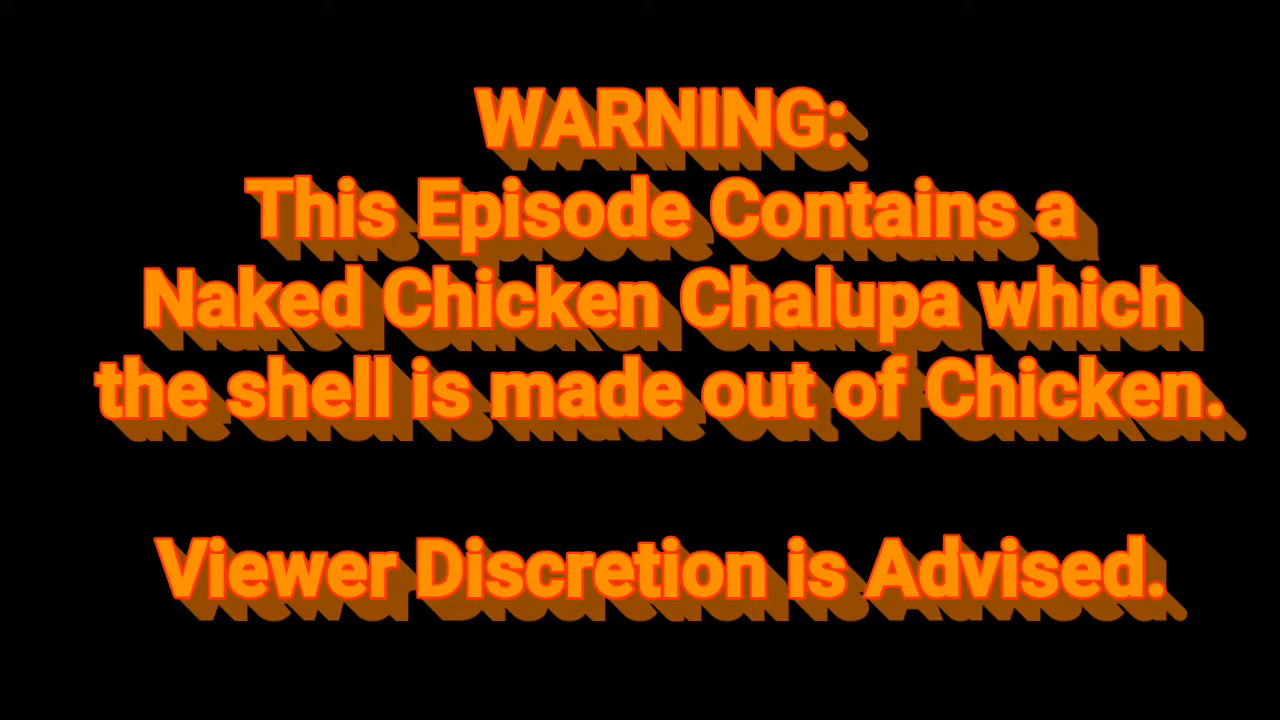 WARNING:
This Episode Contains a
Naked Chicken Chalupa which
the shell is made out of Chicken.
Viewer Discretion is Advised.